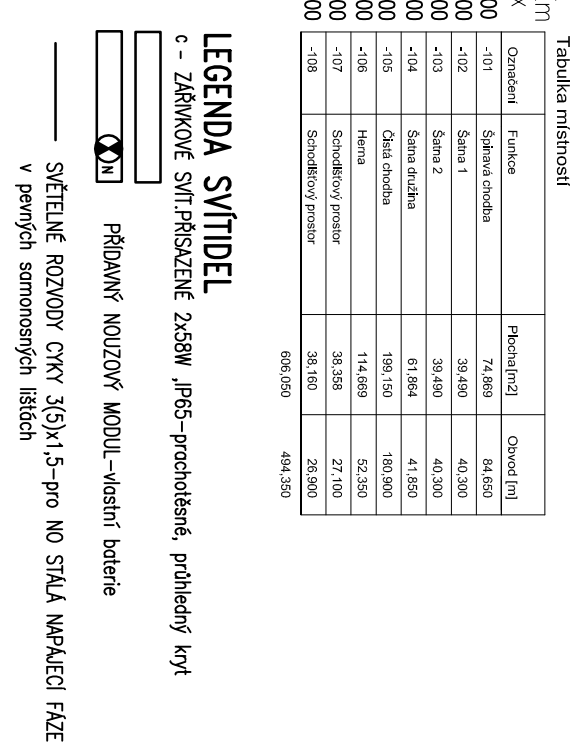 Tabulka místností
Označení Funkce Plocha[m2] Obvod [m]
-101 Špinavá chodba 74,869 84,650
-102 Šatna 1 39,490 40,300
-103 Šatna 2 39,490 40,300
-104 Šatna družina 61,864 41,850
-105 Čistá chodba 199,150 180,900
-106 Herna 114,669 52,350
-107 Schodišťový prostor 38,358 27,100
-108 Schodišťový prostor 38,160 26,900
606,050 494,350
LEGENDA SVÍTIDEL
c – ZÁŘIVKOVÉ SVÍT.PŘISAZENÉ 2x58W ,IP65–prachotěsné, průhledný kryt
N PŘÍDAVNÝ NOUZOVÝ MODUL–vlastní baterie
SVĚTELNÉ ROZVODY CYKY 3(5)x1,5–pro NO STÁLÁ NAPÁJECÍ FÁZE
v pevných samonosných lištách